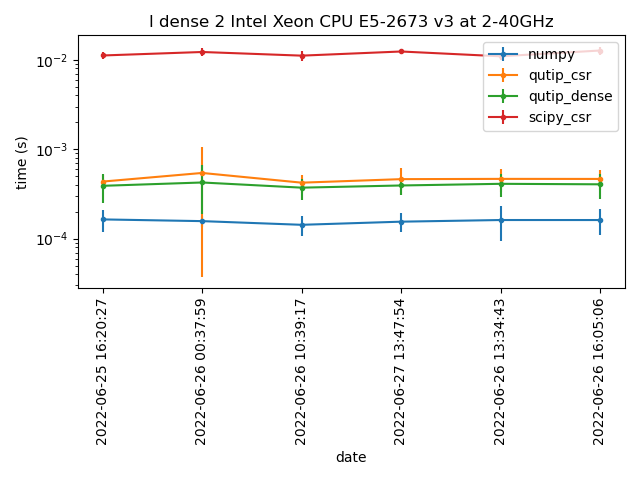 I dense 2 Intel Xeon CPU E5-2673 v3 at 2-40GHz
numpy
qutip_csr
qutip_dense
scipy_csr
time (s)
10⁻²
10⁻³
10⁻⁴
2022-06-25 16:20:27
2022-06-26 00:37:59
2022-06-26 10:39:17
2022-06-27 13:47:54
2022-06-26 13:34:43
2022-06-26 16:05:06
date